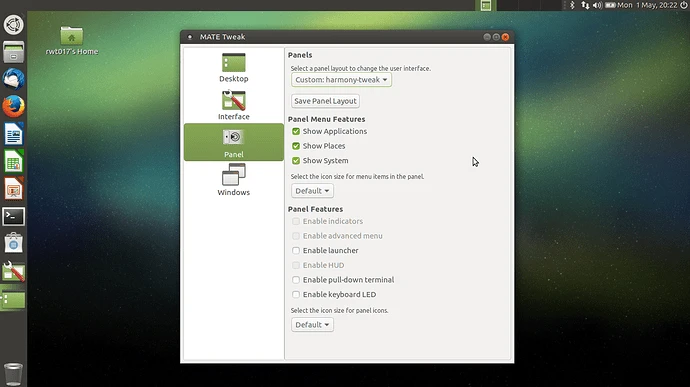 Mon 1 May, 20:22
rwt017's Home
MATE Tweak
Desktop
Interface
Panel
Windows
Panels
Select a panel layout to change the user interface.
Custom: harmony-tweak
Save Panel Layout
Panel Menu Features
Show Applications
Show Places
Show System
Select the icon size for menu items in the panel.
Default
Panel Features
Enable indicators
Enable advanced menu
Enable launcher
Enable HUD
Enable pull-down terminal
Enable keyboard LED
Select the icon size for panel icons.
Default